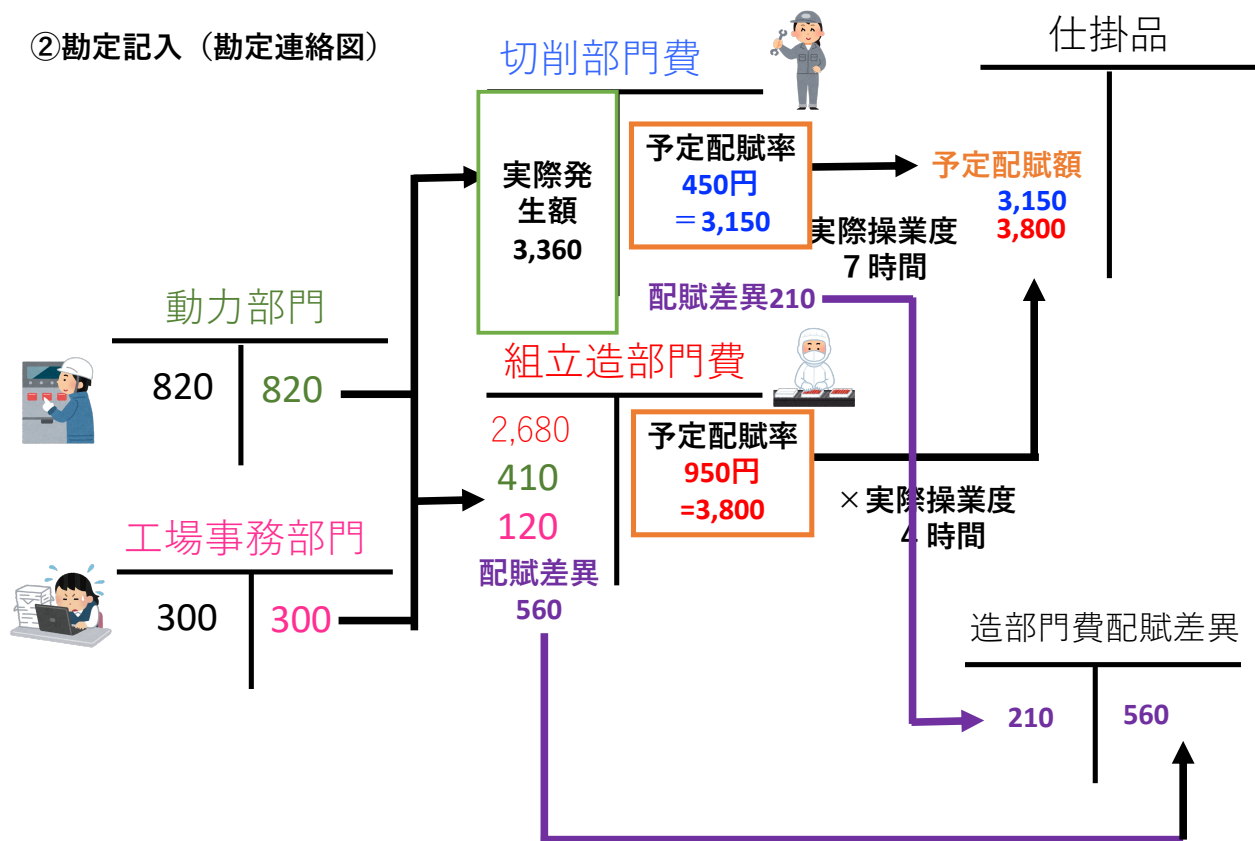 ②勘定記入（勘定連絡図）
切削部門費
仕掛品
実際発
生額
3,360
予定配賦率
450円
＝3,150
予定配賦額
3,150
3,800
実際操業度
７時間
配賦差異210
動力部門
820
820
組立造部門費
2,680
410
120
配賦差異
560
予定配賦率
950円
=3,800
×実際操業度
４時間
工場事務部門
300
300
造部門費配賦差異
210
560